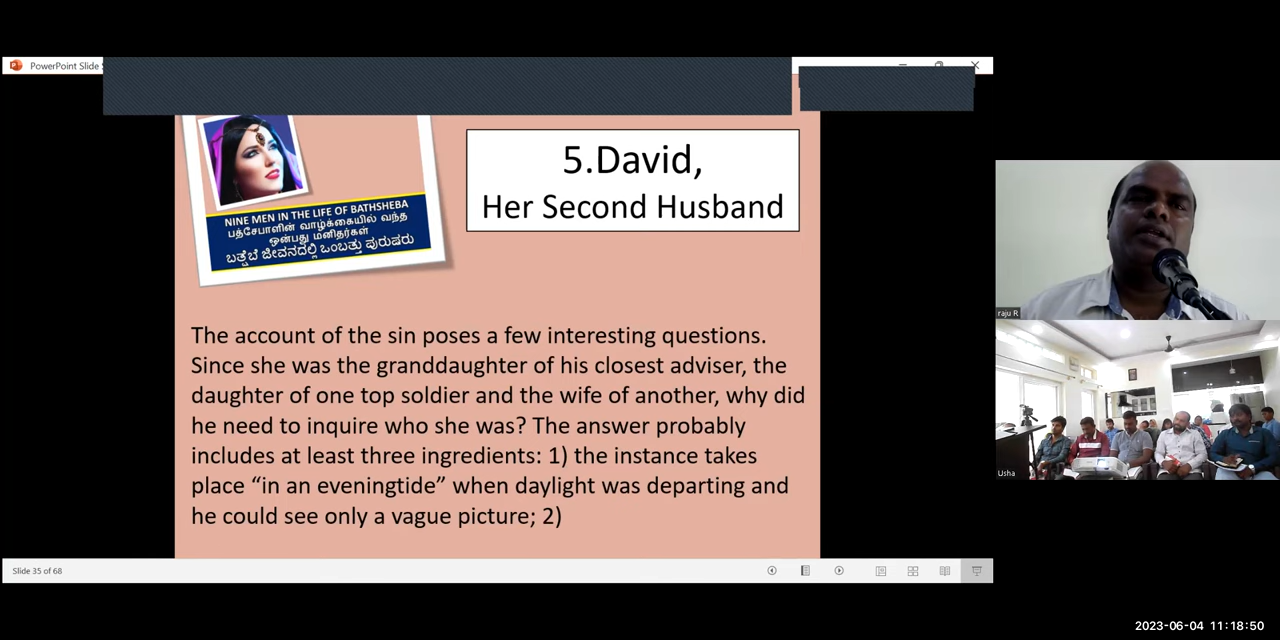 PowerPoint Slide S
NINE MEN IN THE LIFE OF BATHSHEBA
பத்சேபாளின் வாழ்க்கையில் வந்த
ஒன்பது மனிதர்கள்
ಬತ್ಷೆಬೆ ಜೀವನದಲ್ಲಿ ಒಂಬತ್ತು ಪುರುಷರು
5.David,
Her Second Husband
The account of the sin poses a few interesting questions.
Since she was the granddaughter of his closest adviser, the
daughter of one top soldier and the wife of another, why did
he need to inquire who she was? The answer probably
includes at least three ingredients: 1) the instance takes
place “in an eveningtide” when daylight was departing and
he could see only a vague picture; 2)
raju R
Usha
Slide 35 of 68
2023-06-04 11:18:50